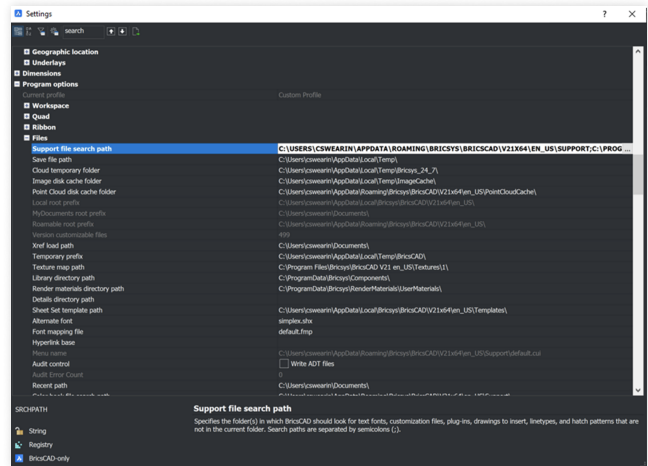 Settings
search
Geographic location
Underlays
Dimensions
Program options
Current profile Custom Profile
Workspace
Quad
Ribbon
Files
Support file search path C:\USERS\CSWEARIN\APPDATA\ROAMING\BRICSYS\BRICSCAD\V21X64\EN_US\SUPPORT;C:\PROG ...
Save file path C:\Users\cswearin\AppData\Local\Temp\
Cloud temporary folder C:\Users\cswearin\AppData\Local\Temp\Bricsys_24_7\
Image disk cache folder C:\Users\cswearin\AppData\Local\Temp\ImageCache\
Point Cloud disk cache folder C:\Users\cswearin\AppData\Roaming\Bricsys\BricsCAD\V21x64\en_US\PointCloudCache\
Local root prefix C:\Users\cswearin\AppData\Local\Bricsys\BricsCAD\V21x64\en_US\
MyDocuments root prefix C:\Users\cswearin\Documents\
Roamable root prefix C:\Users\cswearin\AppData\Roaming\Bricsys\BricsCAD\V21x64\en_US\
Version customizable files 499
Xref load path C:\Users\cswearin\Documents\
Temporary prefix C:\Users\cswearin\AppData\Local\Temp\BricsCAD\
Texture map path C:\Program Files\Bricsys\BricsCAD V21 en_US\Textures\1\
Library directory path C:\ProgramData\Bricsys\Components\
Render materials directory path C:\ProgramData\Bricsys\RenderMaterials\UserMaterials\
Details directory path
Sheet Set template path C:\Users\cswearin\AppData\Local\Bricsys\BricsCAD\V21x64\en_US\Templates\
Alternate font simplex.shx
Font mapping file default.fmp
Hyperlink base
Menu name C:\Users\cswearin\AppData\Roaming\Bricsys\BricsCAD\V21x64\en_US\Support\default.cui
Audit control Write ADT files
Audit Error Count 0
Recent path C:\Users\cswearin\Documents\
SRCHPATH
Support file search path
Specifies the folder(s) in which BricsCAD should look for text fonts, customization files, plug-ins, drawings to insert, linetypes, and hatch patterns that are
not in the current folder. Search paths are separated by semicolons (;).
String
Registry
BricsCAD-only